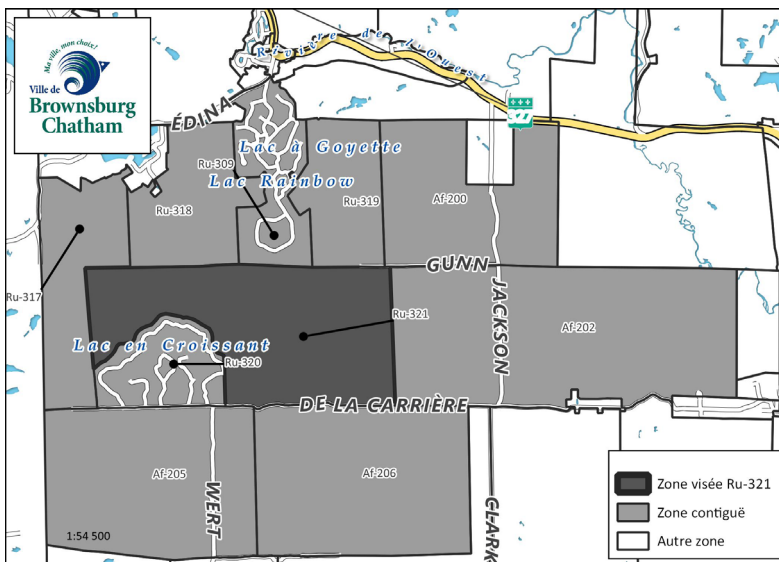 Ma ville, mon choix!
Ville de
Brownsburg
Chatham
Rivière de l'Ouest
ÉDINA
327
Lac à Goyette
Ru-309
Lac Rainbow
Ru-318
Ru-319
Af-200
GUNN
Ru-317
JACKSON
Ru-321
Af-202
Lac en Croissant
Ru-320
DE LA CARRIÈRE
Af-205
Af-206
WERT
CLARK
1:54 500
Zone visée Ru-321
Zone contiguë
Autre zone